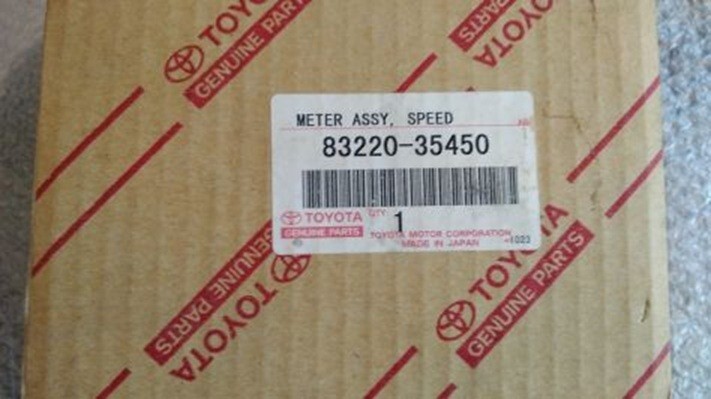 TOYOTA
GENUINE PARTS
PARTS
TOYOTA
METER ASSY, SPEED
83220-35450
TOYOTA QTY 1
GENUINE PARTS TOYOTA MOTOR CORPORATION
MADE IN JAPAN
GENUINE PARTS
TOYOTA
TOYOTA
GENUINE PARTS